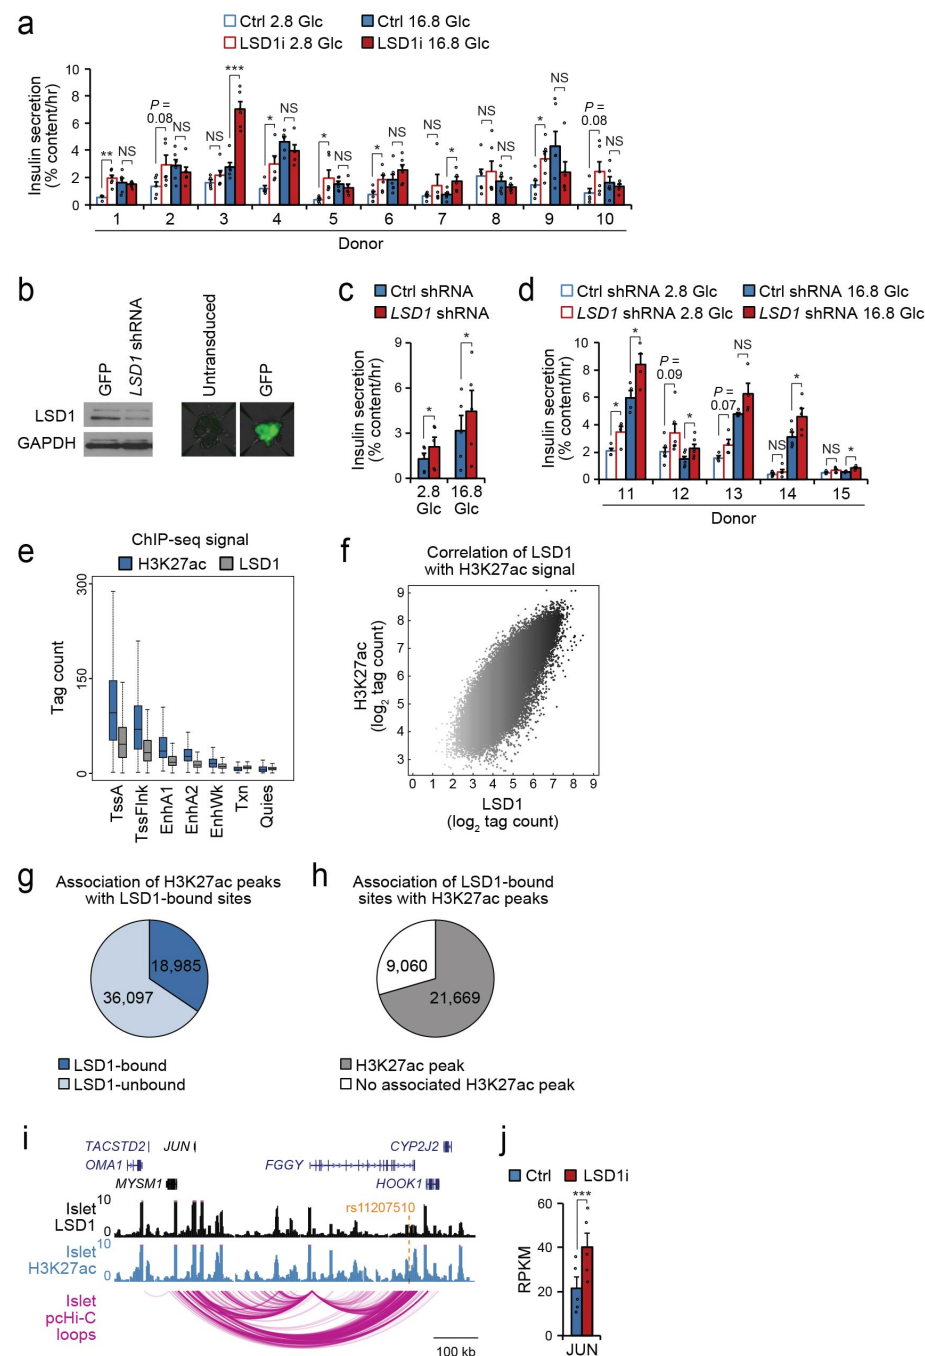 a
Ctrl 2.8 Glc
Ctrl 16.8 Glc
LSD1i 2.8 Glc
LSD1i 16.8 Glc
Insulin secretion
(% content/hr)
10
8
6
4
2
0
**
NS
P =
0.08
NS
NS
***
*
NS
*
NS
*
NS
NS
*
NS
NS
*
NS
P =
0.08
NS
1 2 3 4 5 6 7 8 9 10
Donor
b
GFP
LSD1 shRNA
Untransduced
GFP
LSD1
GAPDH
c
Ctrl shRNA
LSD1 shRNA
Insulin secretion
(% content/hr)
9
6
3
0
*
*
2.8
Glc
16.8
Glc
d
Ctrl shRNA 2.8 Glc
Ctrl shRNA 16.8 Glc
LSD1 shRNA 2.8 Glc
LSD1 shRNA 16.8 Glc
Insulin secretion
(% content/hr)
10
8
6
4
2
0
*
*
P =
0.09
*
P =
0.07
NS
NS
*
NS
*
11 12 13 14 15
Donor
e
ChIP-seq signal
H3K27ac
LSD1
Tag count
300
150
0
TssA
TssFlnk
EnhA1
EnhA2
EnhWk
Txn
Quies
f
Correlation of LSD1
with H3K27ac signal
H3K27ac
(log2 tag count)
9
8
7
6
5
4
3
0 1 2 3 4 5 6 7 8 9
LSD1
(log2 tag count)
g
Association of H3K27ac peaks
with LSD1-bound sites
18,985
36,097
LSD1-bound
LSD1-unbound
h
Association of LSD1-bound
sites with H3K27ac peaks
9,060
21,669
H3K27ac peak
No associated H3K27ac peak
i
TACSTD2
JUN
CYP2J2
OMA1
FGGY
MYSM1
HOOK1
Islet
LSD1
10
0
rs11207510
Islet
H3K27ac
10
0
Islet
pcHi-C
loops
100 kb
j
Ctrl
LSD1i
RPKM
60
40
20
0
***
JUN